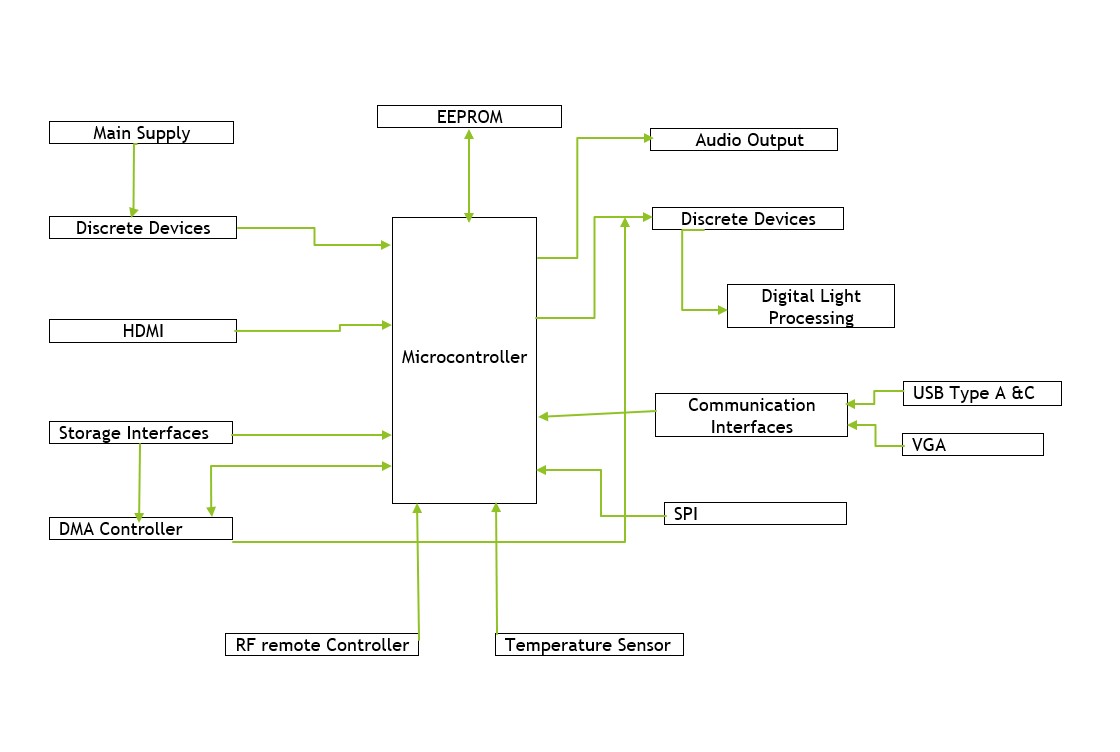 EEPROM
Main Supply
Audio Output
Discrete Devices
Discrete Devices
Digital Light
Processing
HDMI
Microcontroller
USB Type A &C
Communication
Interfaces
Storage Interfaces
VGA
SPI
DMA Controller
RF remote Controller
Temperature Sensor